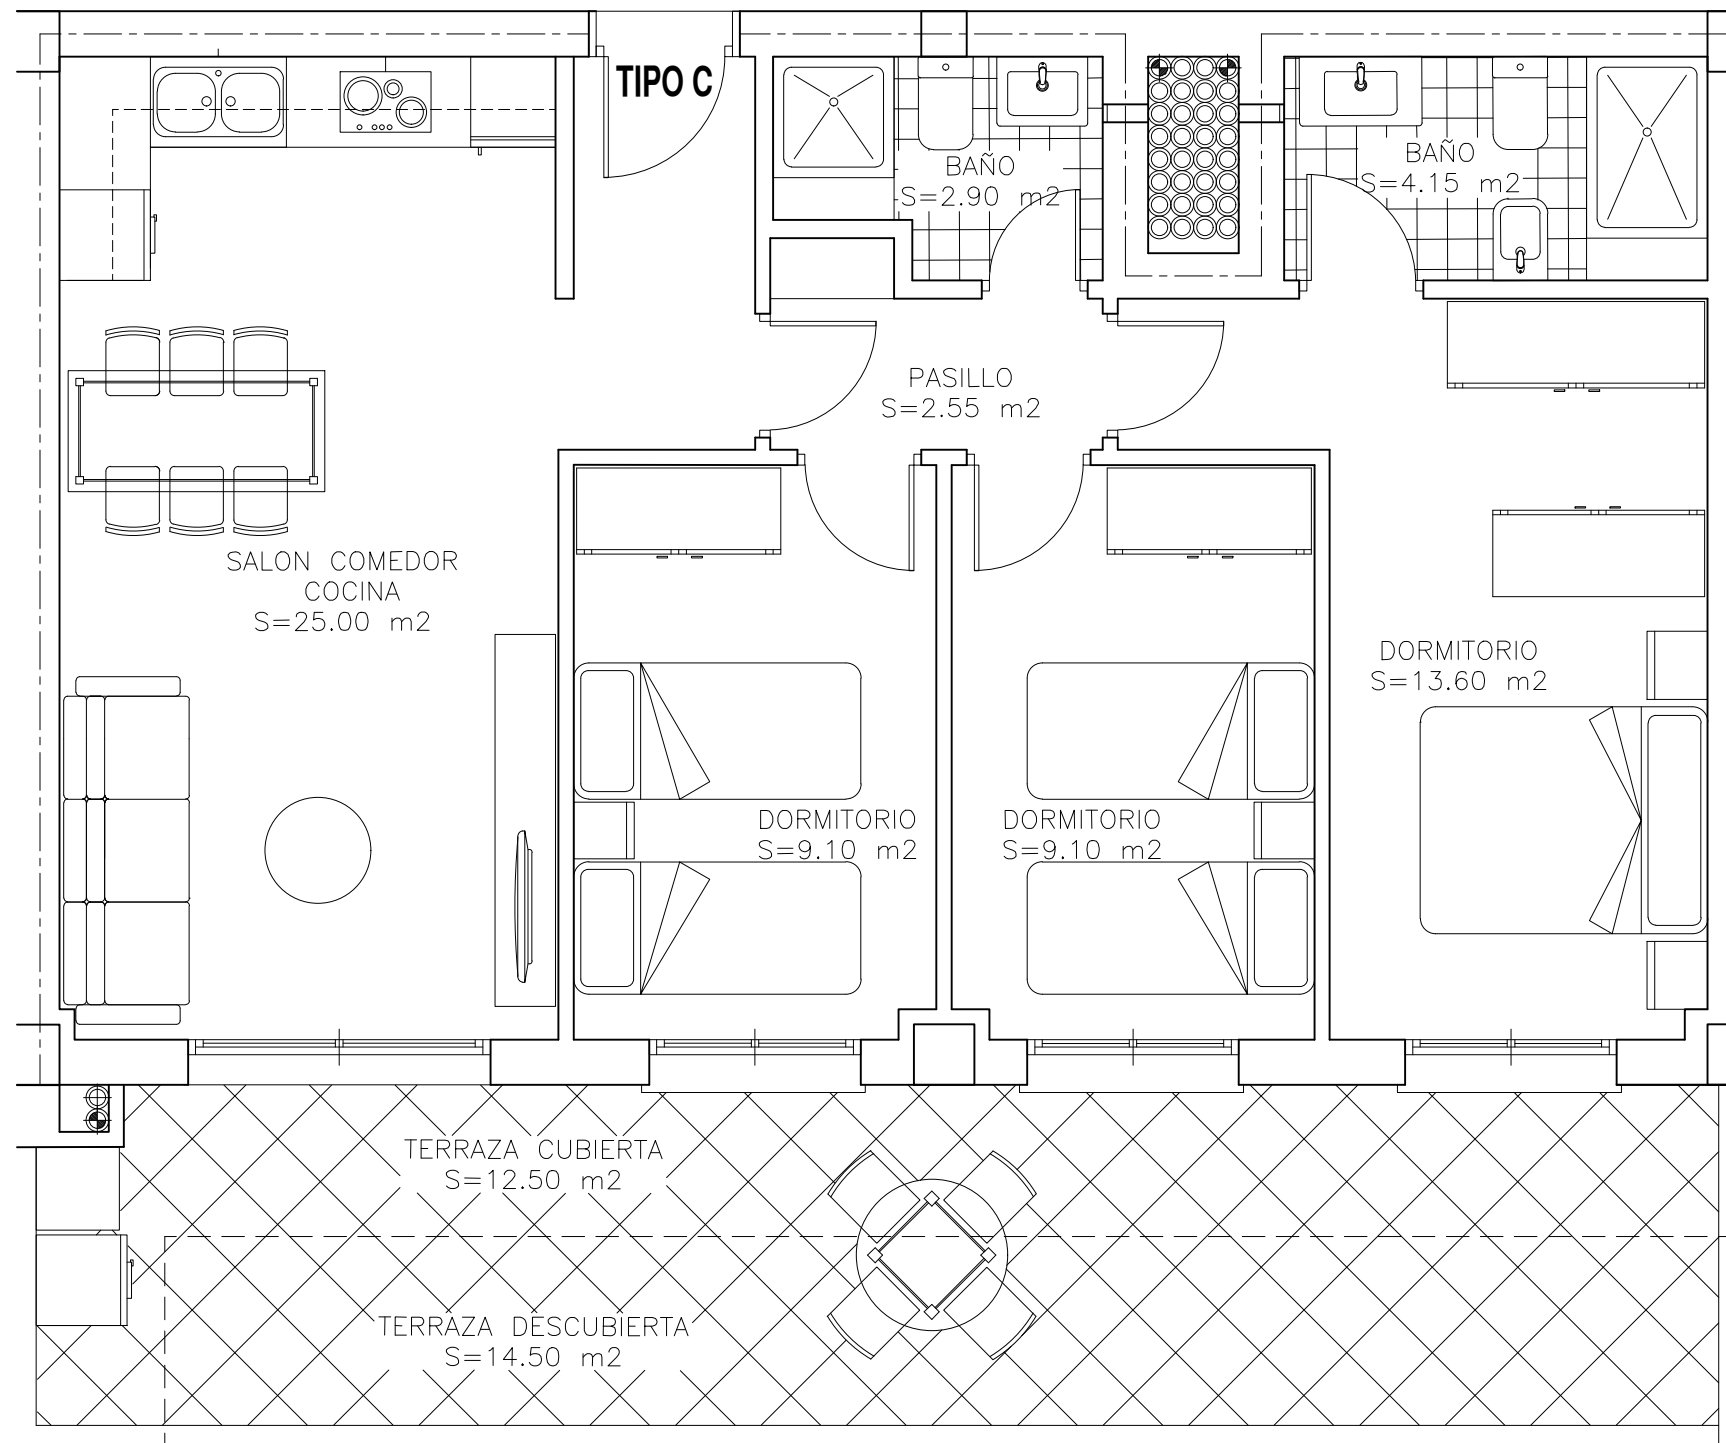 TIPO C
BAÑO
S=2.90 m2
BAÑO
S=4.15 m2
PASILLO
S=2.55 m2
SALON COMEDOR
COCINA
S=25.00 m2
DORMITORIO
S=13.60 m2
DORMITORIO
S=9.10 m2
DORMITORIO
S=9.10 m2
TERRAZA CUBIERTA
S=12.50 m2
TERRAZA DESCUBIERTA
S=14.50 m2